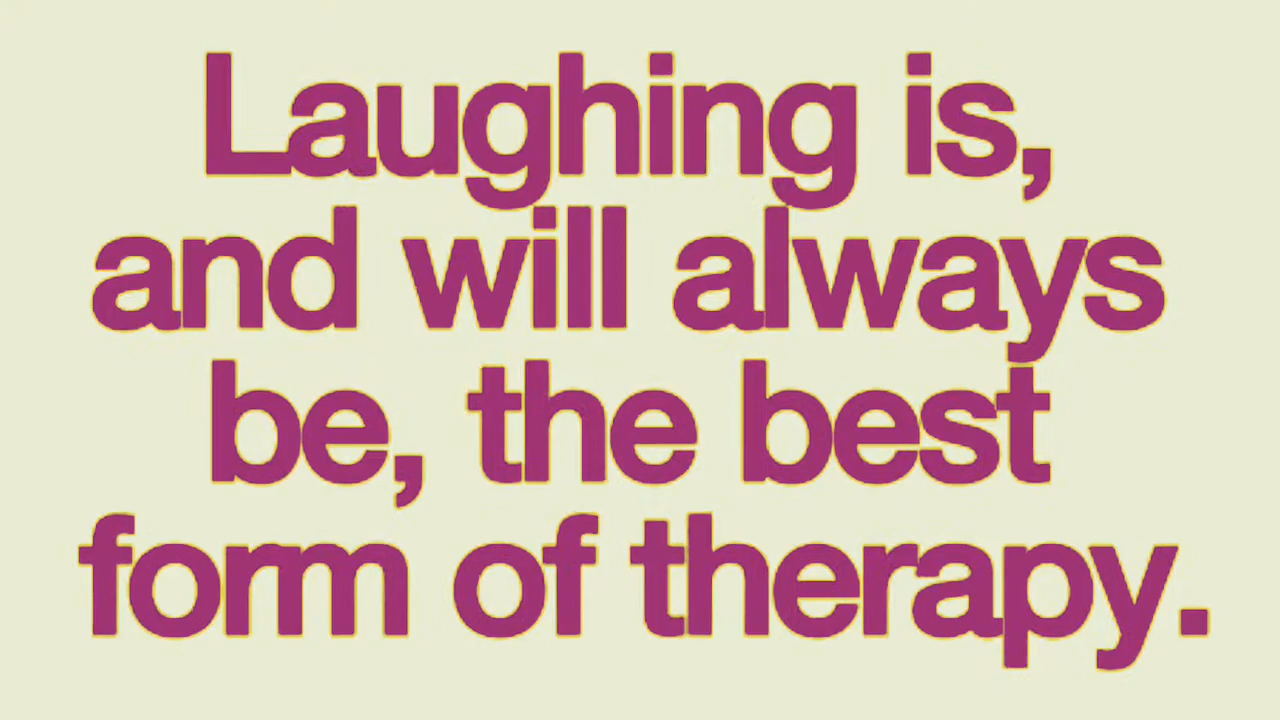 Laughing is,
and will always
be, the best
form of therapy.